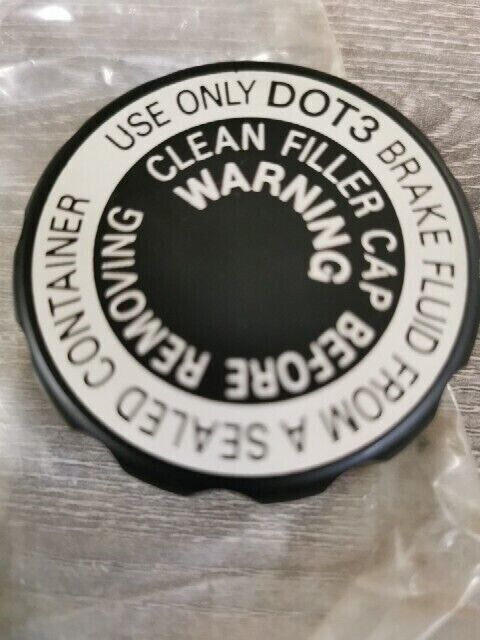 USE ONLY DOT3 BRAKE FLUID FROM A SEALED CONTAINER
WARNING
CLEAN FILLER CAP BEFORE REMOVING